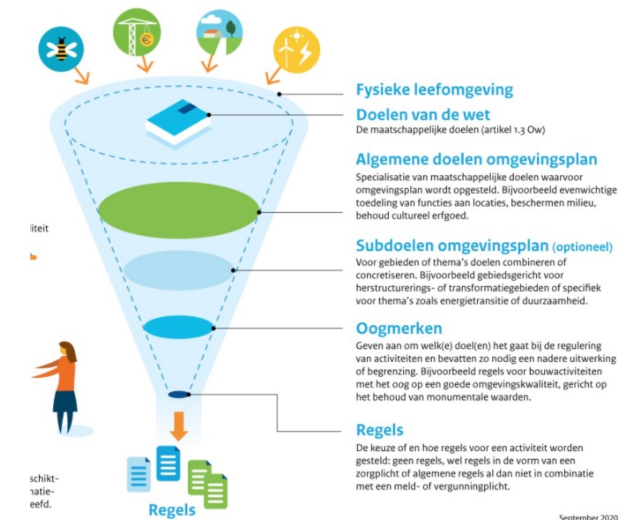 Fysieke leefomgeving
Doelen van de wet
De maatschappelijke doelen (artikel 1.3 Ow)
Algemene doelen omgevingsplan
Specialisatie van maatschappelijke doelen waarvoor
omgevingsplan wordt opgesteld. Bijvoorbeeld evenwichtige
toedeling van functies aan locaties, beschermen milieu,
behoud cultureel erfgoed.
iteit
Subdoelen omgevingsplan (optioneel)
Voor gebieden of thema's doelen combineren of
concretiseren. Bijvoorbeeld gebiedsgericht voor
herstructurerings- of transformatiegebieden of specifiek
voor thema's zoals energietransitie of duurzaamheid.
Oogmerken
Geven aan om welk(e) doel(en) het gaat bij de regulering
van activiteiten en bevatten zo nodig een nadere uitwerking
of begrenzing. Bijvoorbeeld regels voor bouwactiviteiten
met het oog op een goede omgevingskwaliteit, gericht op
het behoud van monumentale waarden.
Regels
De keuze of en hoe regels voor een activiteit worden
gesteld: geen regels, wel regels in de vorm van een
zorgplicht of algemene regels al dan niet in combinatie
met een meld- of vergunningplicht.
schikt-
natie-
eefd.
Regels
September 2020